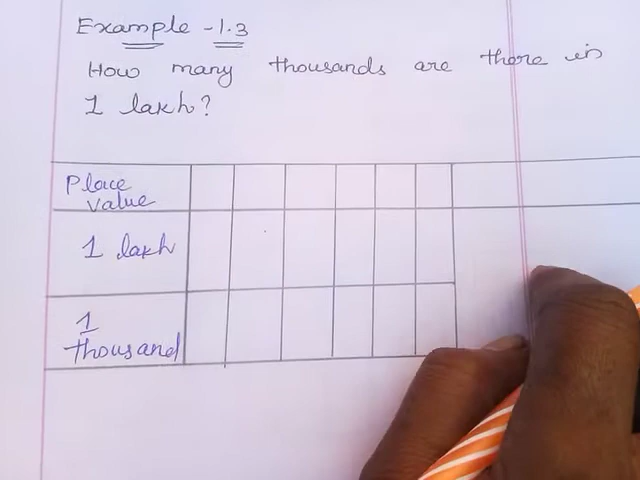 Example - 1.3
How many thousands are there in
1 lakh?
Place
value
1 lakh
1
thousand